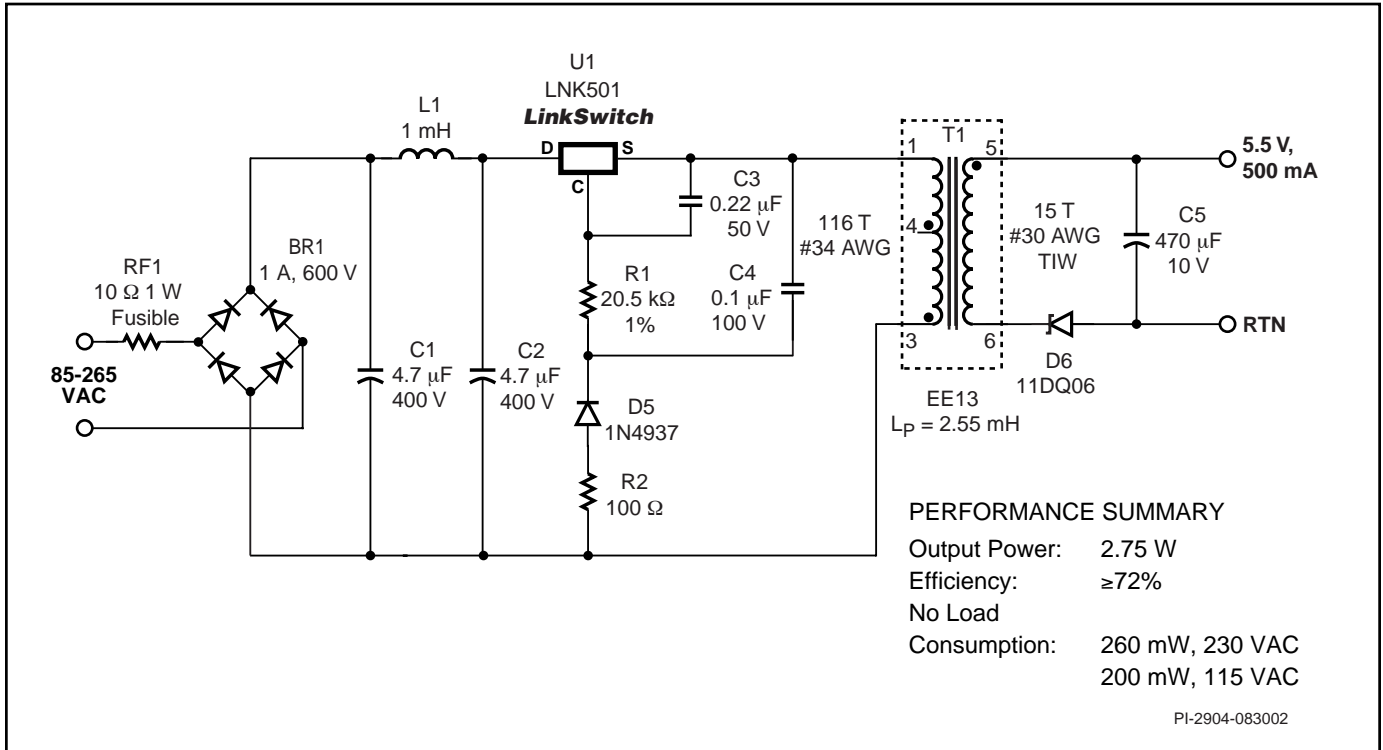 U1
LNK501
LinkSwitch
L1
1 mH
D
S
C
C3
0.22 μF
50 V
116 T
#34 AWG
T1
1
5
4
3
6
15 T
#30 AWG
TIW
5.5 V,
500 mA
C5
470 μF
10 V
RTN
BR1
1 A, 600 V
RF1
10 Ω 1 W
Fusible
85-265
VAC
C1
4.7 μF
400 V
C2
4.7 μF
400 V
R1
20.5 kΩ
1%
C4
0.1 μF
100 V
D5
1N4937
R2
100 Ω
D6
11DQ06
EE13
LP = 2.55 mH
PERFORMANCE SUMMARY
Output Power: 2.75 W
Efficiency: ≥72%
No Load
Consumption: 260 mW, 230 VAC
200 mW, 115 VAC
PI-2904-083002